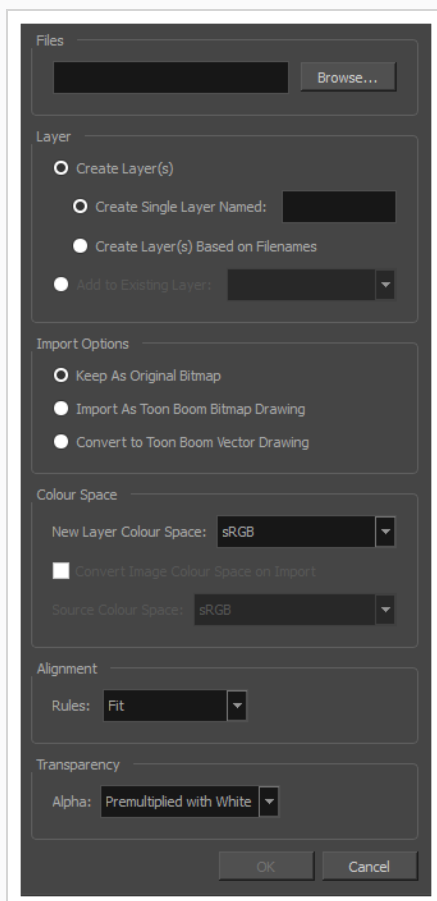 Files
Browse...
Layer
Create Layer(s)
Create Single Layer Named:
Create Layer(s) Based on Filenames
Add to Existing Layer:
Import Options
Keep As Original Bitmap
Import As Toon Boom Bitmap Drawing
Convert to Toon Boom Vector Drawing
Colour Space
New Layer Colour Space: sRGB
Convert Image Colour Space on Import
Source Colour Space: sRGB
Alignment
Rules: Fit
Transparency
Alpha: Premultiplied with White
OK Cancel